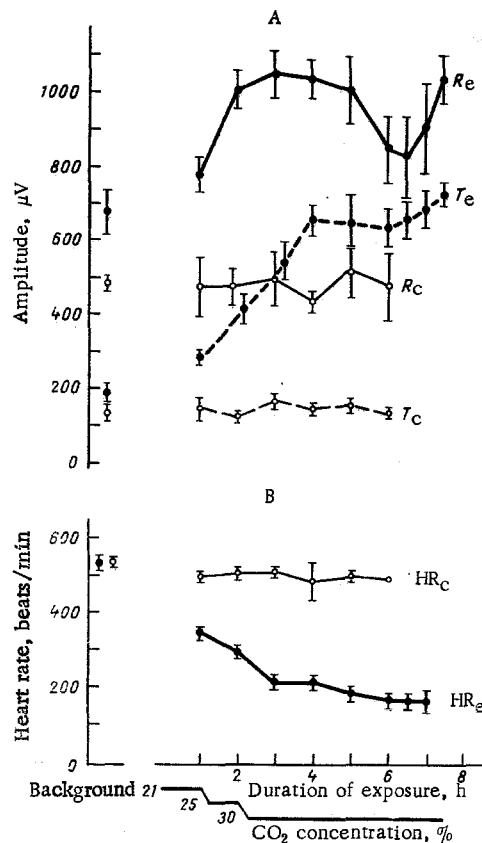 A
1000
800
600
400
200
0
Amplitude, μV
Re
Te
Rc
Tc
B
600
500
200
0
Heart rate, beats/min
HRc
HRe
2
4
6
8
Background 21
Duration of exposure, h
25
30
CO2 concentration, %